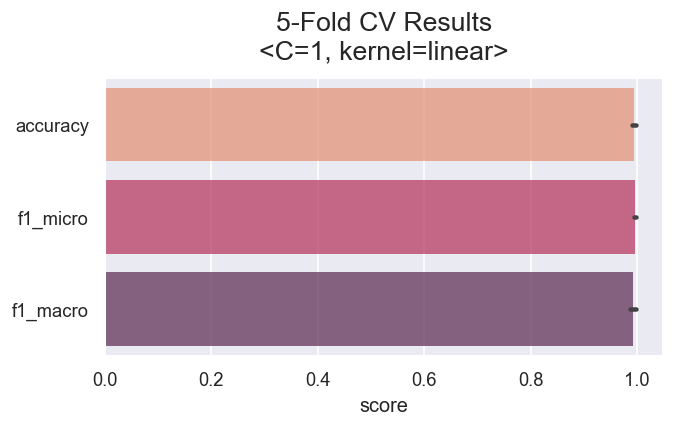 5-Fold CV Results
<C=1, kernel=linear>
accuracy
f1_micro
f1_macro
0.0 0.2 0.4 0.6 0.8 1.0
score